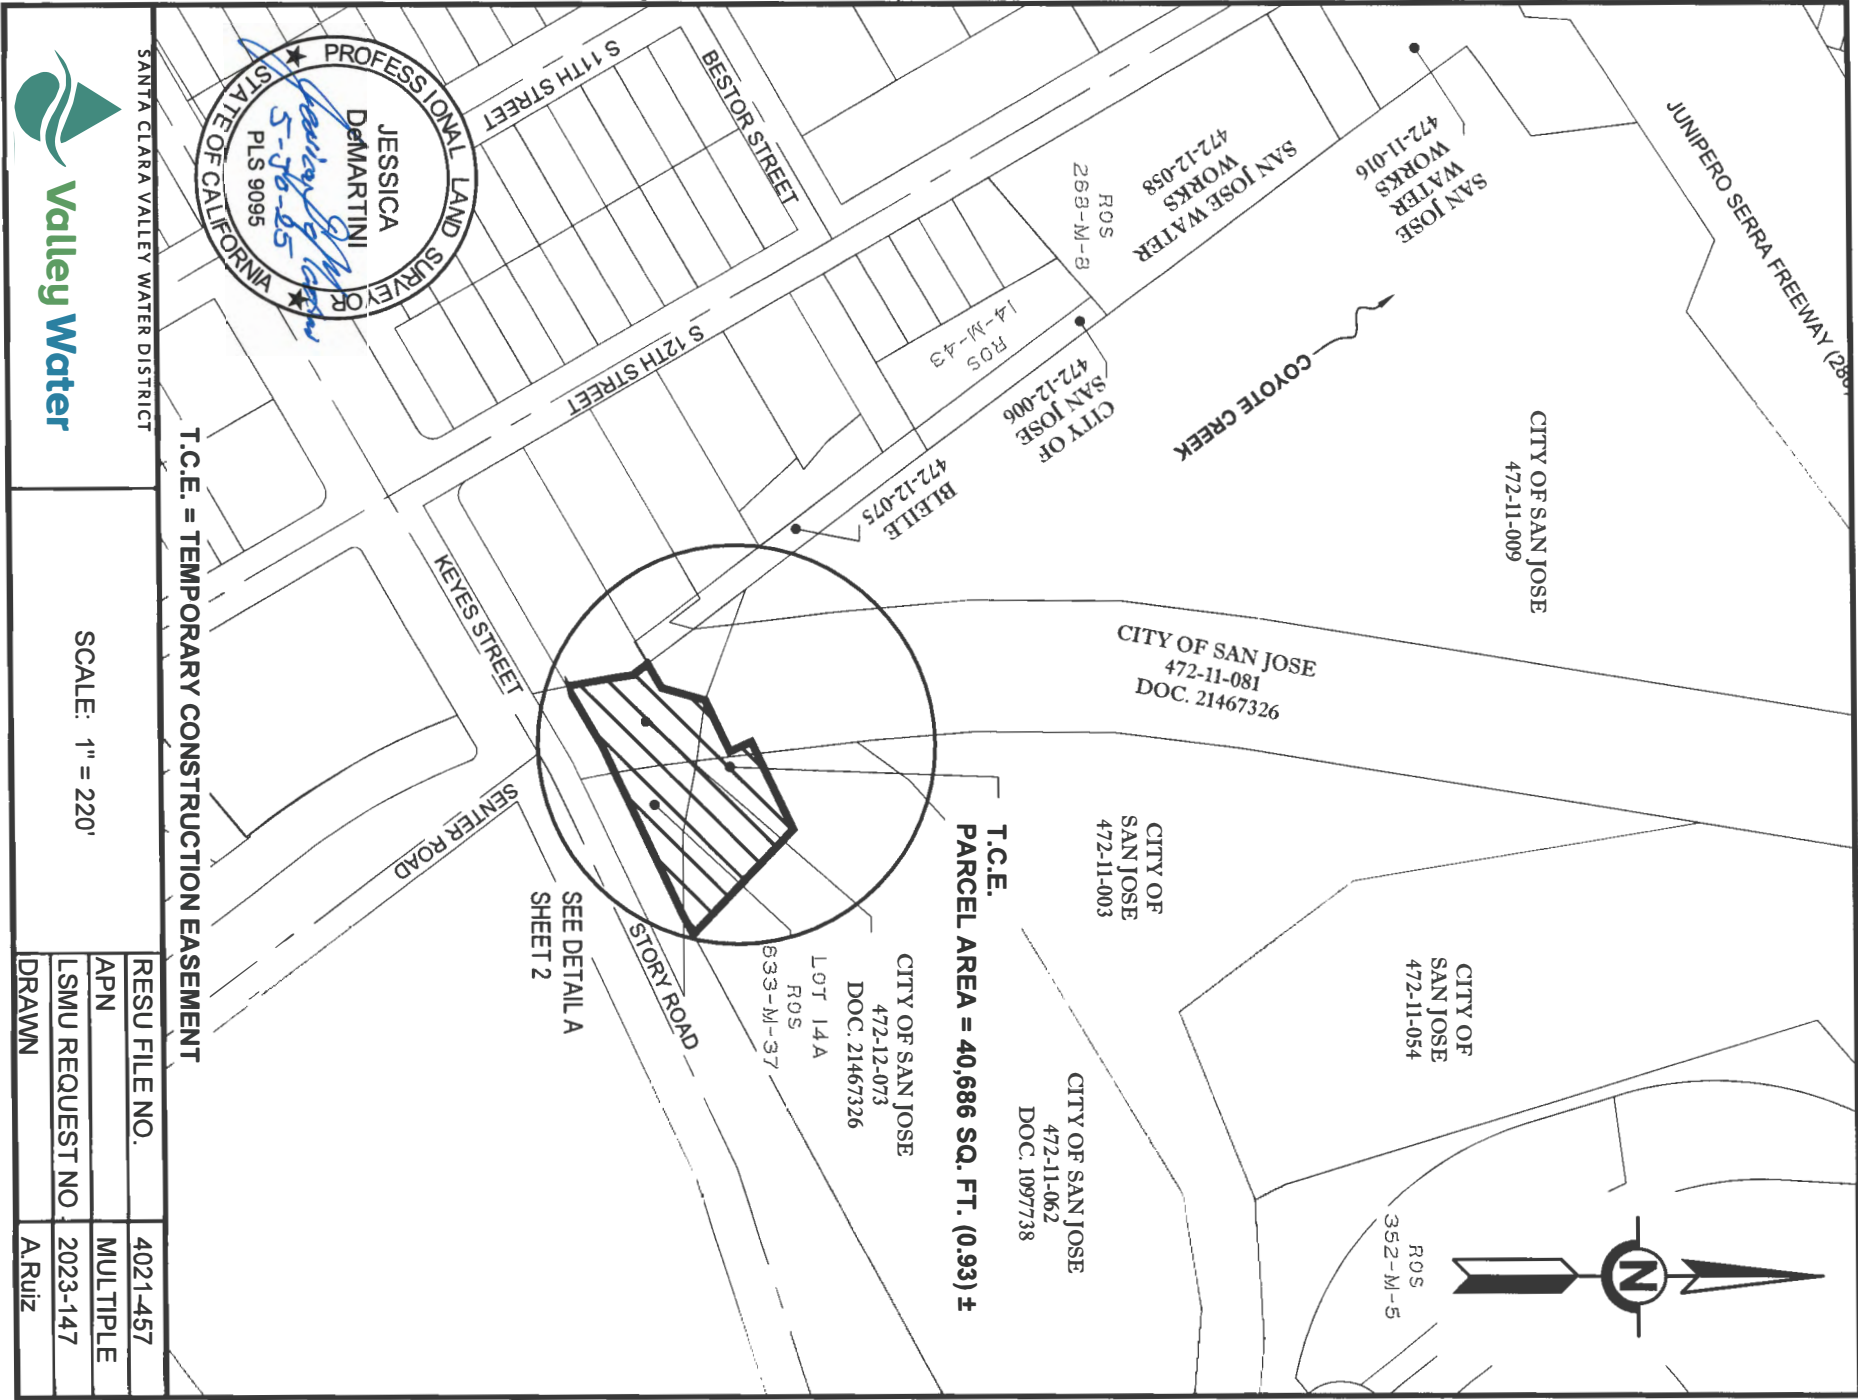 JUNIPERO SERRA FREEWAY
SAN JOSE
WATER
WORKS
472-11-016
SAN JOSE WATER
WORKS
472-12-058
ROS
268-M-8
ROS
14-M-43
CITY OF
SAN JOSE
472-12-006
BLEILE
472-12-075
COYOTE CREEK
CITY OF SAN JOSE
472-11-009
CITY OF SAN JOSE
472-11-081
DOC. 21467326
CITY OF
SAN JOSE
472-11-003
CITY OF
SAN JOSE
472-11-054
ROS
352-M-5
N
CITY OF SAN JOSE
472-11-062
DOC. 1097738
T.C.E.
PARCEL AREA = 40,686 SQ. FT. (0.93) ±
CITY OF SAN JOSE
472-12-073
DOC. 21467326
LOT 14A
ROS
833-M-37
BESTOR STREET
S 11TH STREET
S 12TH STREET
KEYES STREET
SENTER ROAD
STORY ROAD
SEE DETAIL A
SHEET 2
PROFESSIONAL LAND SURVEYOR
JESSICA
DeMARTINI
5-30-25
PLS 9095
STATE OF CALIFORNIA
T.C.E. = TEMPORARY CONSTRUCTION EASEMENT
SANTA CLARA VALLEY WATER DISTRICT
Valley Water
SCALE: 1" = 220'
RESU FILE NO. 4021-457
APN MULTIPLE
LSMU REQUEST NO. 2023-147
DRAWN A.Ruiz